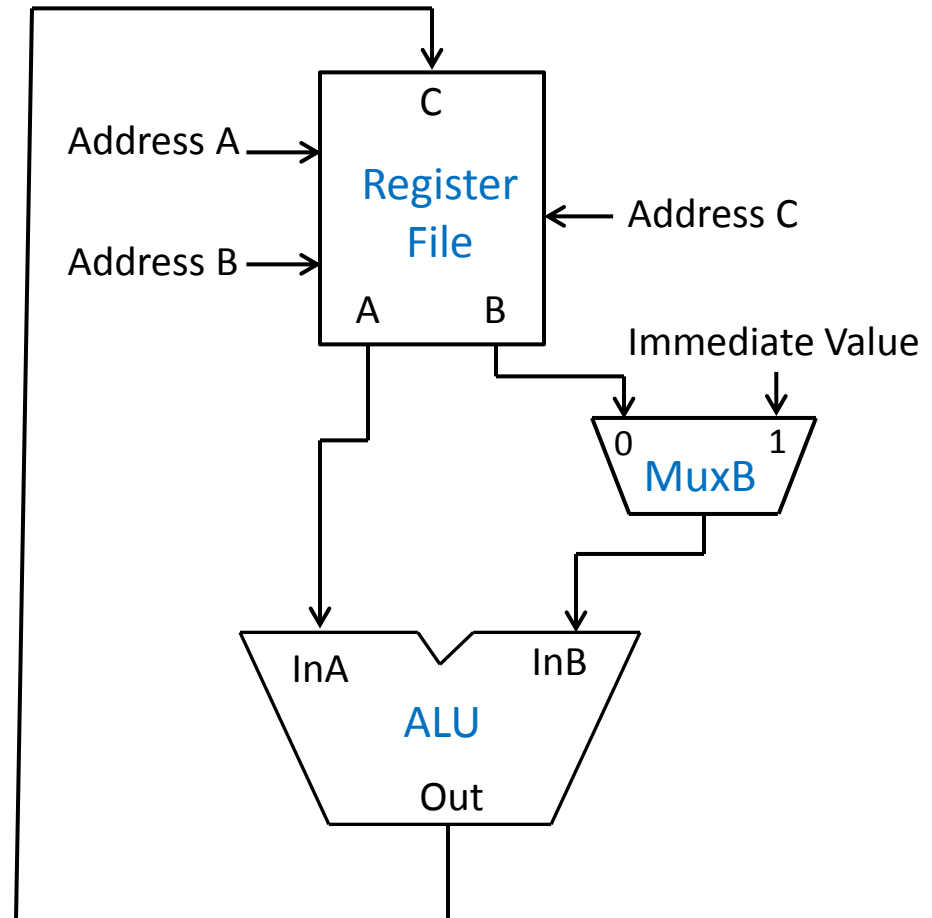 C
Address A
Register
File
Address C
Address B
A
B
Immediate Value
0
1
MuxB
InA
InB
ALU
Out